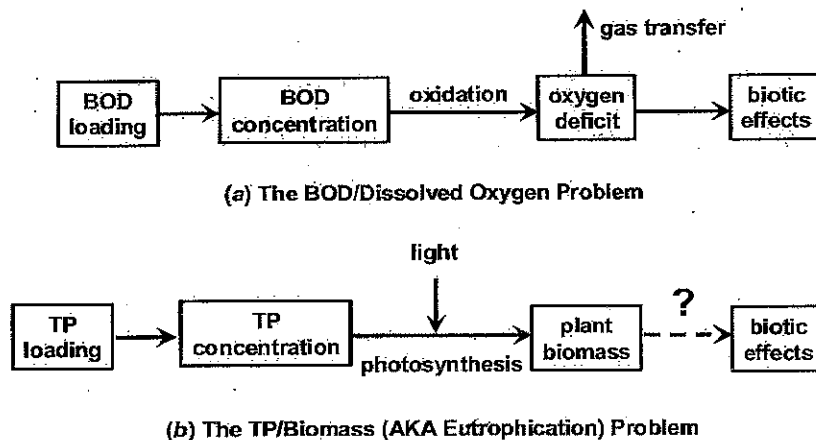 gas transfer
BOD
loading
BOD
concentration
oxidation
oxygen
deficit
biotic
effects
(a) The BOD/Dissolved Oxygen Problem
light
TP
loading
TP
concentration
photosynthesis
plant
biomass
?
biotic
effects
(b) The TP/Biomass (AKA Eutrophication) Problem